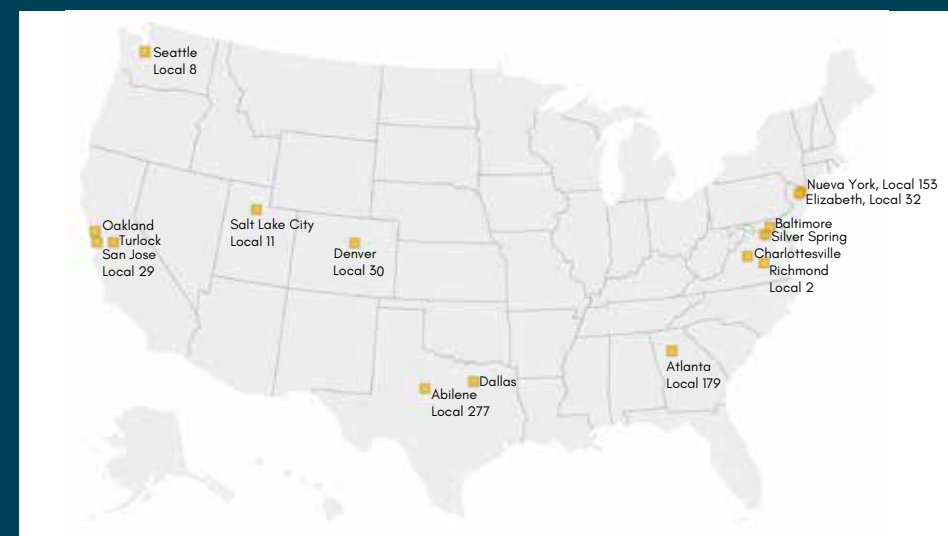 Seattle
Local 8
Nueva York, Local 153
Elizabeth, Local 32
Oakland
Turlock
San Jose
Local 29
Salt Lake City
Local 11
Denver
Local 30
Baltimore
Silver Spring
Charlottesville
Richmond
Local 2
Atlanta
Local 179
Dallas
Abilene
Local 277